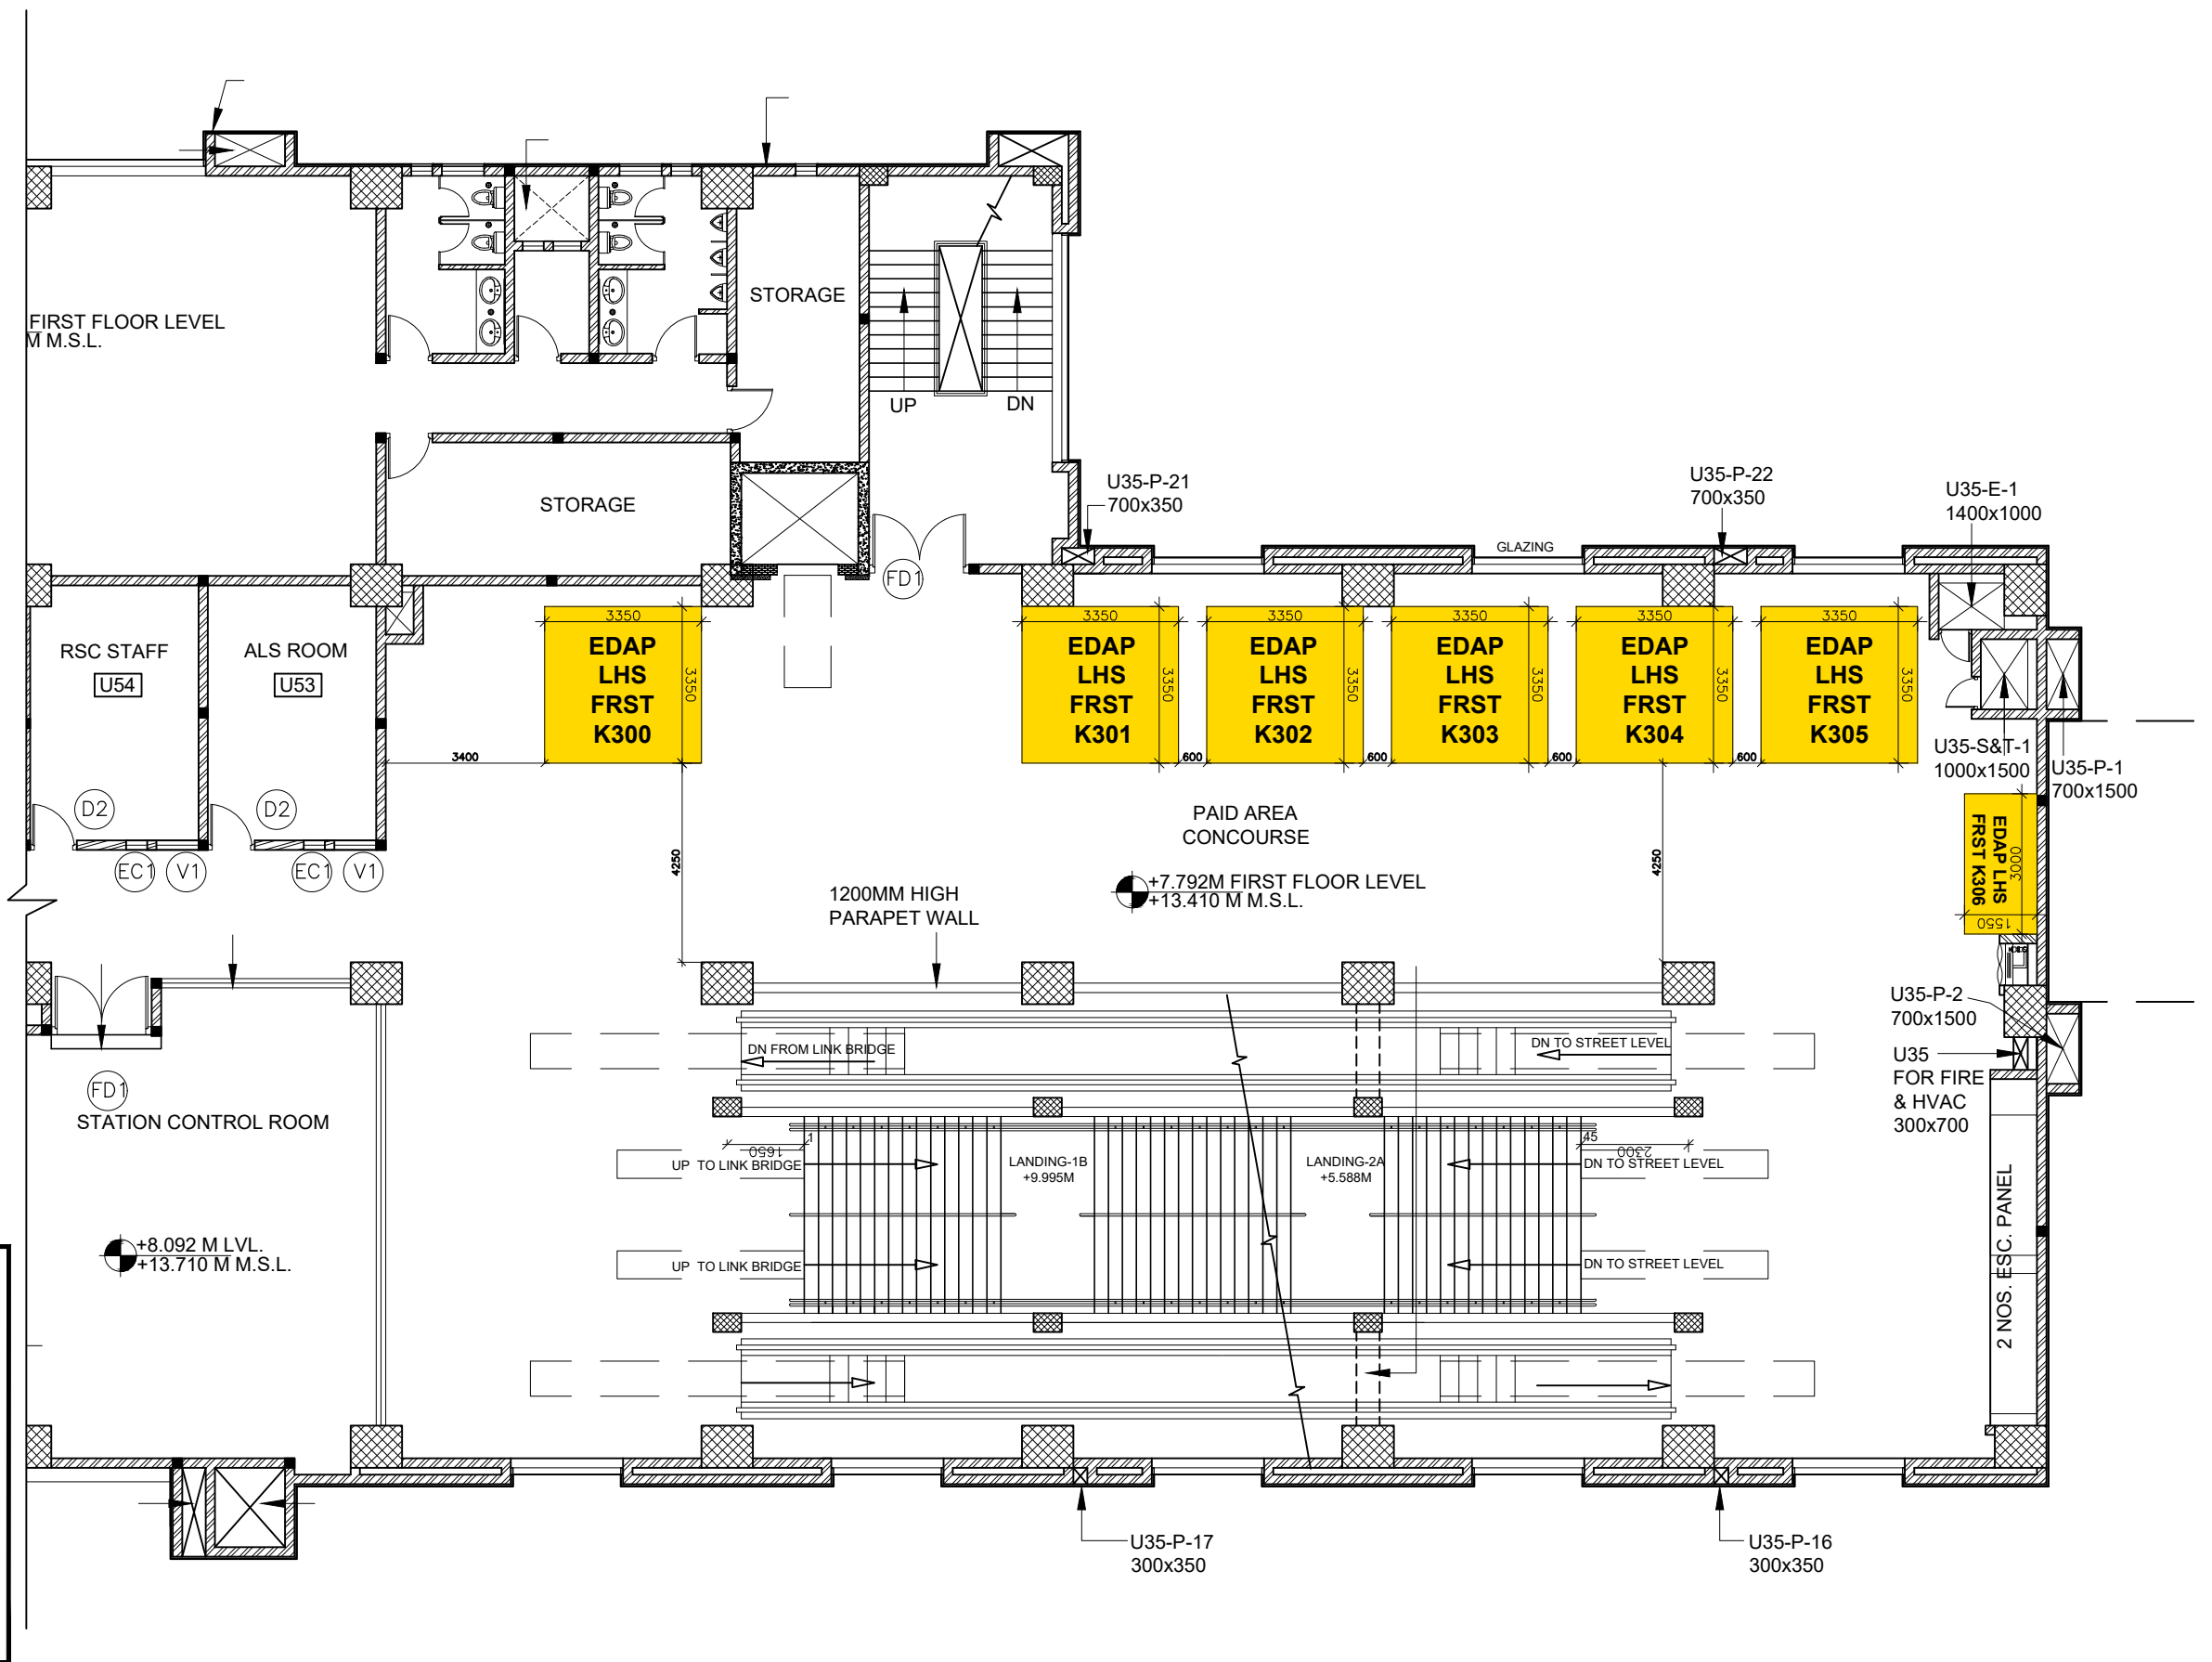 STORAGE
FIRST FLOOR LEVEL
M M.S.L.
UP
DN
STORAGE
U35-P-21
700x350
U35-P-22
700x350
U35-E-1
1400x1000
GLAZING
FD1
RSC STAFF
U54
ALS ROOM
U53
3350
EDAP
LHS
FRST
K300
3350
3350
EDAP
LHS
FRST
K301
3350
3350
EDAP
LHS
FRST
K302
3350
3350
EDAP
LHS
FRST
K303
3350
3350
EDAP
LHS
FRST
K304
3350
3350
EDAP
LHS
FRST
K305
3350
3400
600
600
600
600
U35-S&T-1
1000x1500
U35-P-1
700x1500
D2
D2
EC1
V1
EC1
V1
4250
PAID AREA
CONCOURSE
4250
EDAP LHS
FRST K306
3000
1550
+7.792M FIRST FLOOR LEVEL
+13.410 M M.S.L.
1200MM HIGH
PARAPET WALL
U35-P-2
700x1500
U35
FOR FIRE
& HVAC
300x700
DN FROM LINK BRIDGE
DN TO STREET LEVEL
FD1
STATION CONTROL ROOM
1650
1
45
2300
UP TO LINK BRIDGE
LANDING-1B
+9.995M
LANDING-2A
+5.588M
DN TO STREET LEVEL
2 NOS. ESC. PANEL
+8.092 M LVL.
+13.710 M M.S.L.
UP TO LINK BRIDGE
DN TO STREET LEVEL
U35-P-17
300x350
U35-P-16
300x350